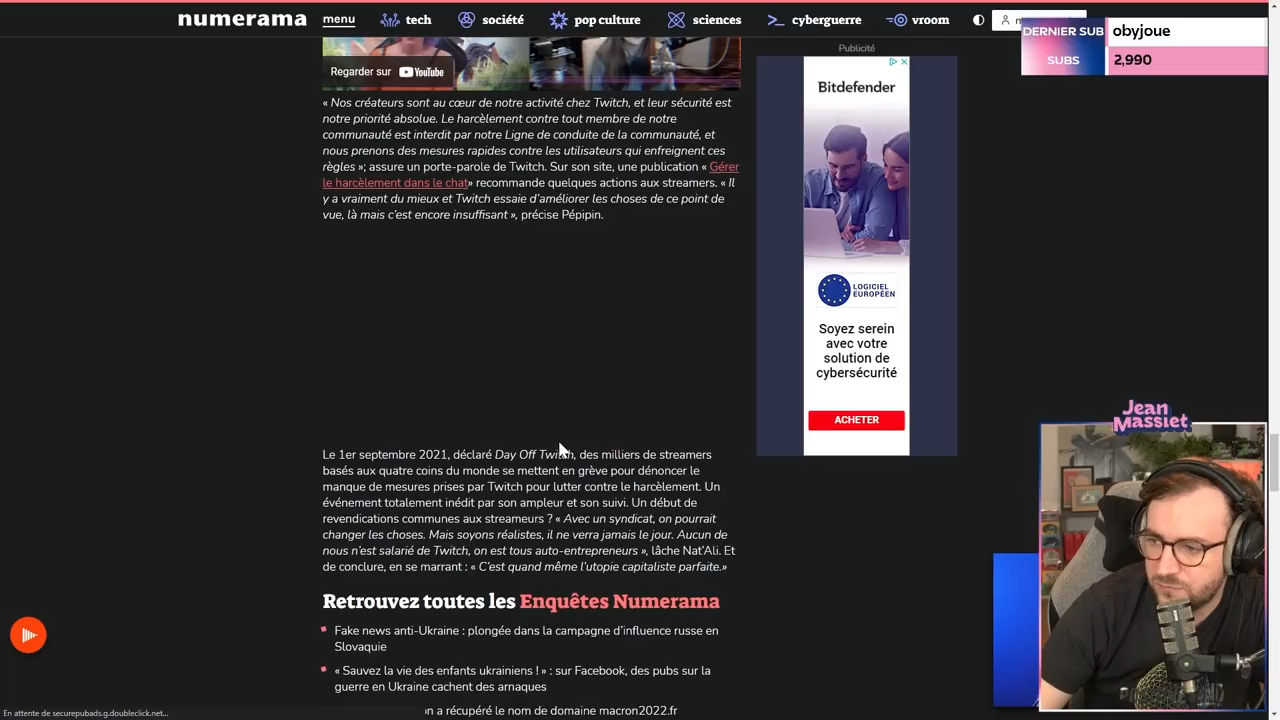 numerama
menu
tech
société
pop culture
sciences
cyberguerre
vroom
DERNIER SUB
obyjoue
SUBS
2,990
Publicité
Regarder sur YouTube
« Nos créateurs sont au cœur de notre activité chez Twitch, et leur sécurité est
notre priorité absolue. Le harcèlement contre tout membre de notre
communauté est interdit par notre Ligne de conduite de la communauté, et
nous prenons des mesures rapides contre les utilisateurs qui enfreignent ces
règles »; assure un porte-parole de Twitch. Sur son site, une publication « Gérer
le harcèlement dans le chat» recommande quelques actions aux streamers. « Il
y a vraiment du mieux et Twitch essaie d’améliorer les choses de ce point de
vue, là mais c’est encore insuffisant », précise Pépipin.
Bitdefender
LOGICIEL
EUROPÉEN
Soyez serein
avec votre
solution de
cybersécurité
ACHETER
Le 1er septembre 2021, déclaré Day Off Twitch, des milliers de streamers
basés aux quatre coins du monde se mettent en grève pour dénoncer le
manque de mesures prises par Twitch pour lutter contre le harcèlement. Un
événement totalement inédit par son ampleur et son suivi. Un début de
revendications communes aux streameurs ? « Avec un syndicat, on pourrait
changer les choses. Mais soyons réalistes, il ne verra jamais le jour. Aucun de
nous n’est salarié de Twitch, on est tous auto-entrepreneurs », lâche Nat’Ali. Et
de conclure, en se marrant : « C’est quand même l’utopie capitaliste parfaite.»
Retrouvez toutes les Enquêtes Numerama
Fake news anti-Ukraine : plongée dans la campagne d’influence russe en
Slovaquie
« Sauvez la vie des enfants ukrainiens ! » : sur Facebook, des pubs sur la
guerre en Ukraine cachent des arnaques
a récupéré le nom de domaine macron2022.fr
Jean
Massiet
En attente de securepubads.g.doubleclick.net...